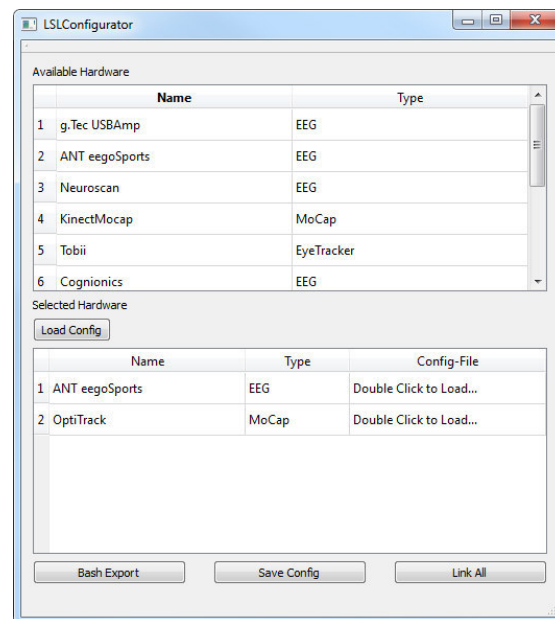 LSLConfigurator
Available Hardware
Name Type
1 g.Tec USBAmp EEG
2 ANT eegoSports EEG
3 Neuroscan EEG
4 KinectMocap MoCap
5 Tobii EyeTracker
6 Cognionics EEG
Selected Hardware
Load Config
Name Type Config-File
1 ANT eegoSports EEG Double Click to Load...
2 OptiTrack MoCap Double Click to Load...
Bash Export Save Config Link All